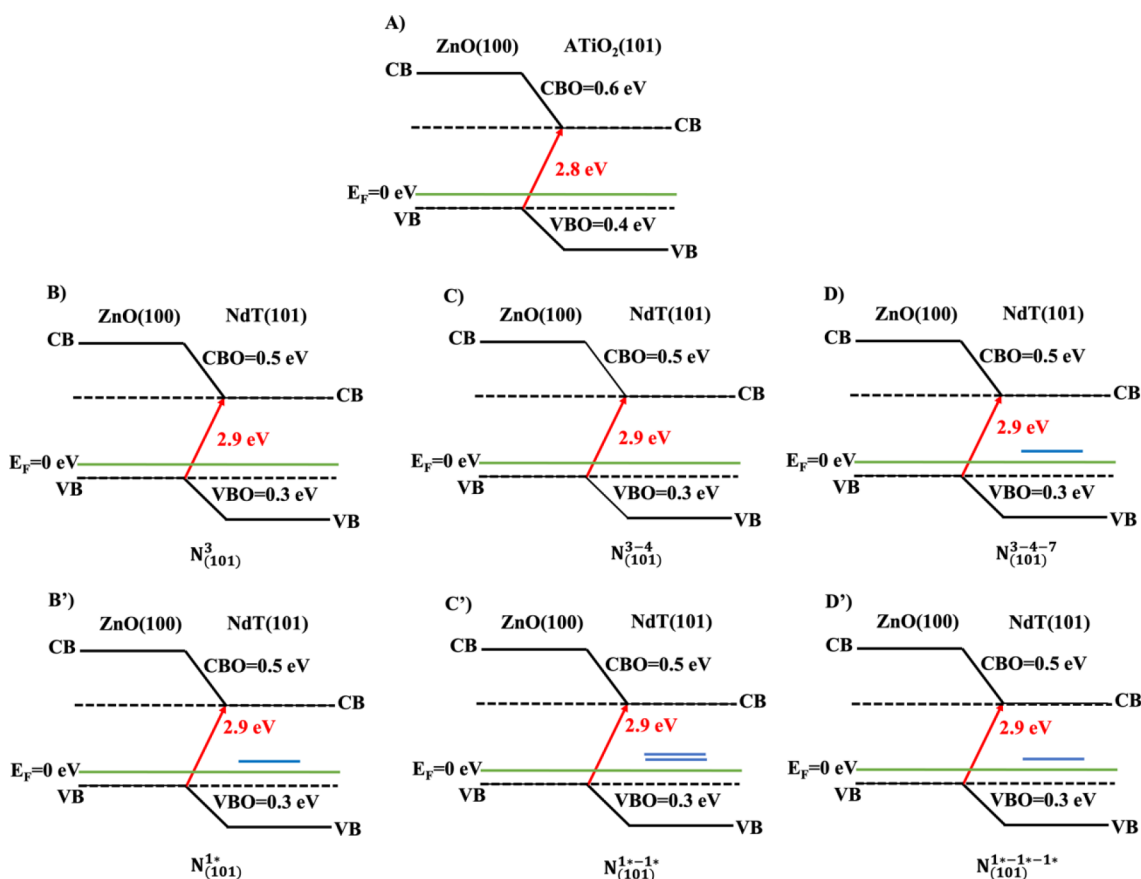 A)
ZnO(100) ATiO₂(101)
CB
CBO=0.6 eV
CB
2.8 eV
E_F=0 eV
VB
VBO=0.4 eV
VB
B)
ZnO(100) NdT(101)
CB
CBO=0.5 eV
CB
2.9 eV
E_F=0 eV
VB
VBO=0.3 eV
VB
N³₍₁₀₁₎
C)
ZnO(100) NdT(101)
CB
CBO=0.5 eV
CB
2.9 eV
E_F=0 eV
VB
VBO=0.3 eV
VB
N³⁻⁴₍₁₀₁₎
D)
ZnO(100) NdT(101)
CB
CBO=0.5 eV
CB
2.9 eV
E_F=0 eV
VB
VBO=0.3 eV
VB
N³⁻⁴⁻⁷₍₁₀₁₎
B’)
ZnO(100) NdT(101)
CB
CBO=0.5 eV
CB
2.9 eV
E_F=0 eV
VB
VBO=0.3 eV
VB
N¹*₍₁₀₁₎
C’)
ZnO(100) NdT(101)
CB
CBO=0.5 eV
CB
2.9 eV
E_F=0 eV
VB
VBO=0.3 eV
VB
N¹*⁻¹*₍₁₀₁₎
D’)
ZnO(100) NdT(101)
CB
CBO=0.5 eV
CB
2.9 eV
E_F=0 eV
VB
VBO=0.3 eV
VB
N¹*⁻¹*⁻¹*₍₁₀₁₎